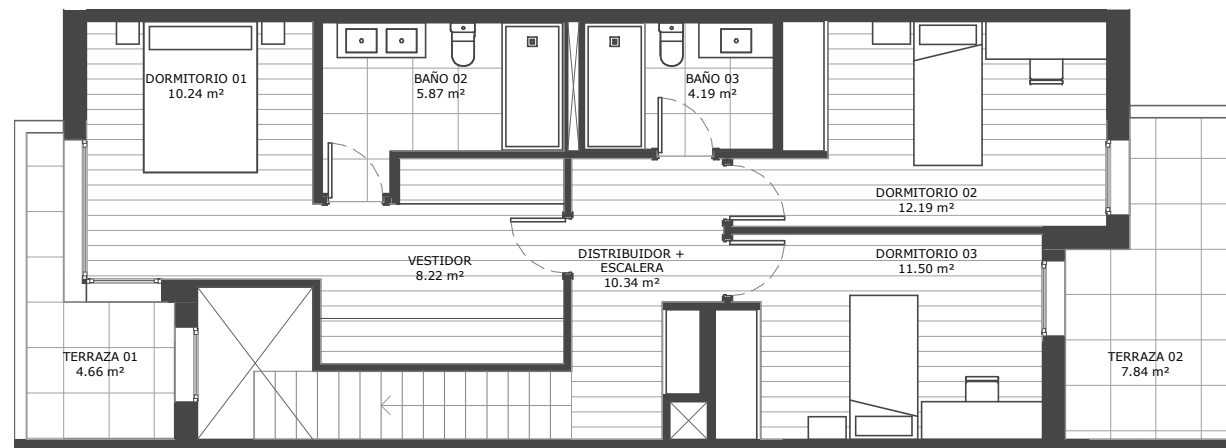 DORMITORIO 01
10.24 m²
BAÑO 02
5.87 m²
BAÑO 03
4.19 m²
DORMITORIO 02
12.19 m²
VESTIDOR
8.22 m²
DISTRIBUIDOR +
ESCALERA
10.34 m²
DORMITORIO 03
11.50 m²
TERRAZA 01
4.66 m²
TERRAZA 02
7.84 m²